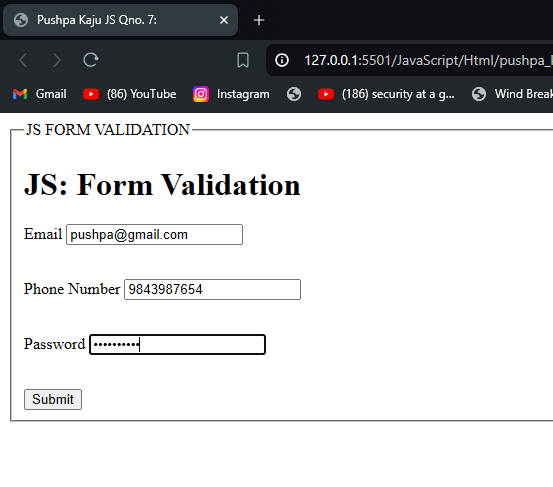 Pushpa Kaju JS Qno. 7:
127.0.0.1:5501/JavaScript/Html/pushpa_
Gmail (86) YouTube Instagram (186) security at a g... Wind Break
JS FORM VALIDATION
JS: Form Validation
Email pushpa@gmail.com
Phone Number 9843987654
Password ••••••••••
Submit